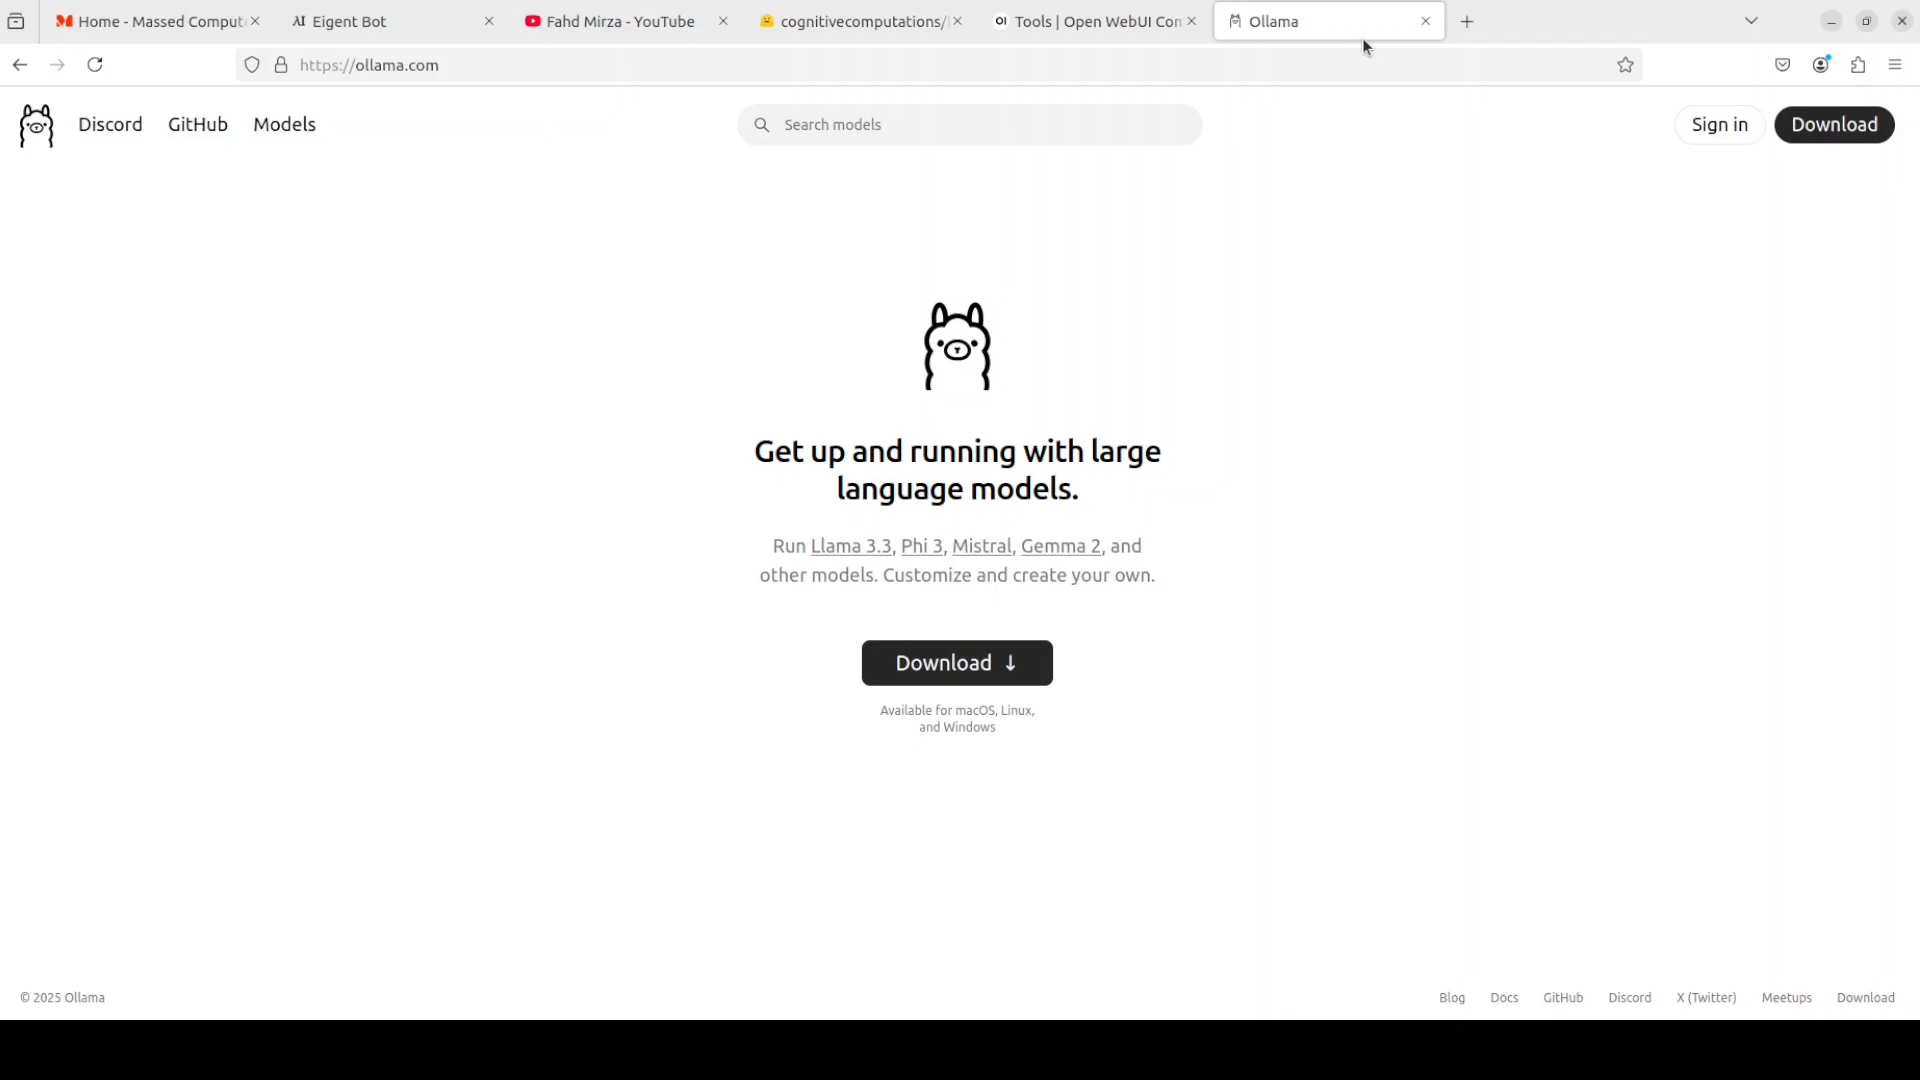 Home - Massed Comput
Eigent Bot
Fahd Mirza - YouTube
cognitivecomputations/
Tools | Open WebUI Con
Ollama
https://ollama.com
Discord
GitHub
Models
Search models
Sign in
Download
Get up and running with large
language models.
Run Llama 3.3, Phi 3, Mistral, Gemma 2, and
other models. Customize and create your own.
Download ↓
Available for macOS, Linux,
and Windows
© 2025 Ollama
Blog
Docs
GitHub
Discord
X (Twitter)
Meetups
Download